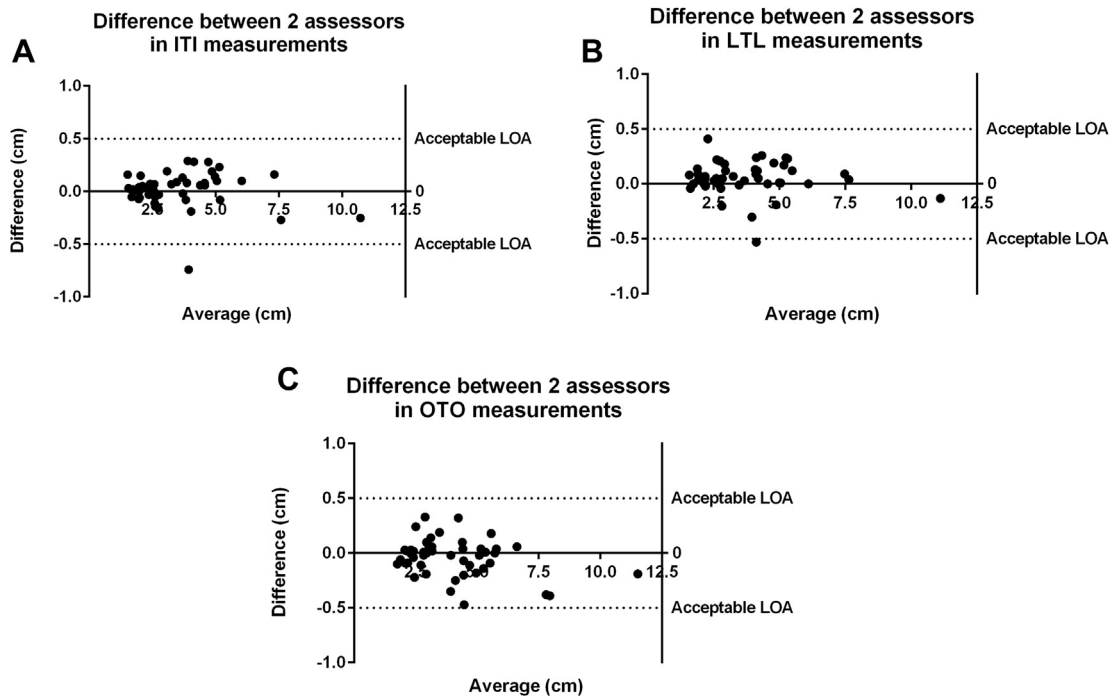 A
Difference between 2 assessors
in ITI measurements
Difference (cm)
1.0
0.5
0.0
-0.5
-1.0
2.5
5.0
7.5
10.0
12.5
Acceptable LOA
0
Acceptable LOA
Average (cm)
B
Difference between 2 assessors
in LTL measurements
Difference (cm)
1.0
0.5
0.0
-0.5
-1.0
2.5
5.0
7.5
10.0
12.5
Acceptable LOA
0
Acceptable LOA
Average (cm)
C
Difference between 2 assessors
in OTO measurements
Difference (cm)
1.0
0.5
0.0
-0.5
-1.0
2.5
5.0
7.5
10.0
12.5
Acceptable LOA
0
Acceptable LOA
Average (cm)